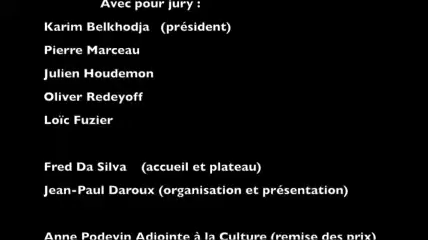 Avec pour jury :
Karim Belkhodja (président)
Pierre Marceau
Julien Houdemon
Oliver Redeyoff
Loïc Fuzier
Fred Da Silva (accueil et plateau)
Jean-Paul Daroux (organisation et présentation)
Anne Podevin Adjointe à la Culture (remise des prix)